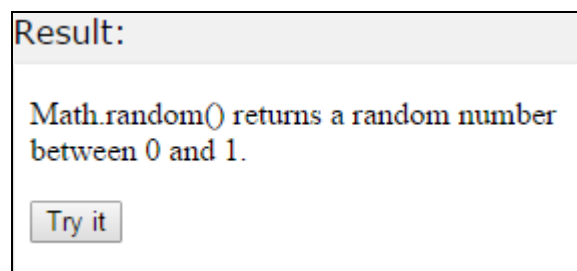 Result:
Math.random() returns a random number
between 0 and 1.
Try it